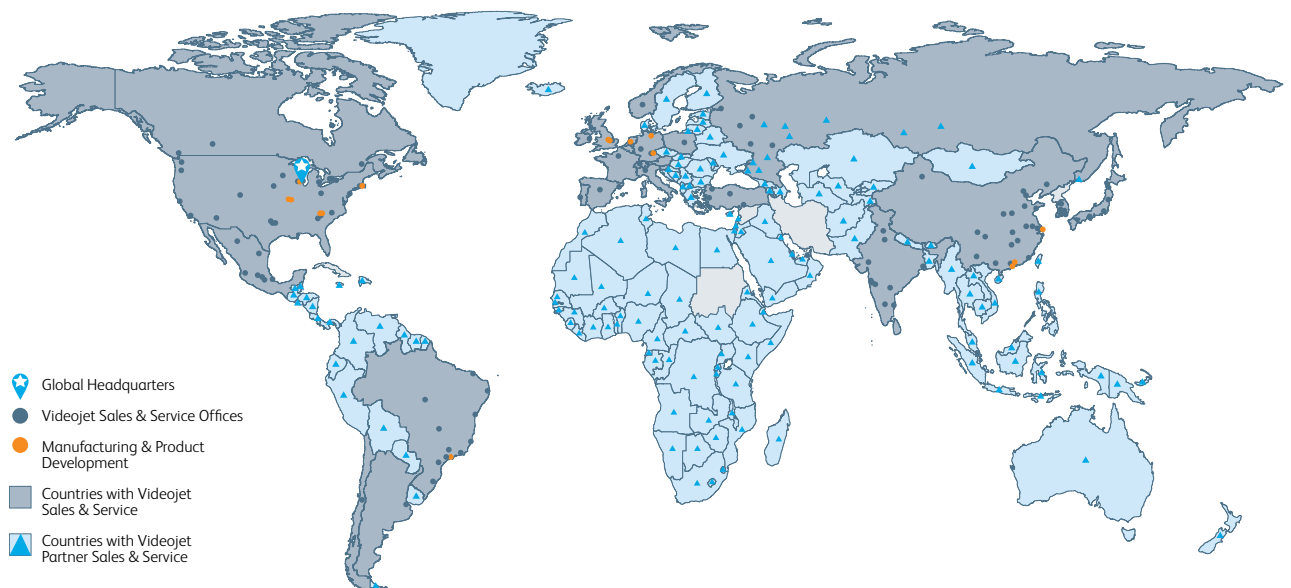 Global Headquarters
Videojet Sales & Service Offices
Manufacturing & Product
Development
Countries with Videojet
Sales & Service
Countries with Videojet
Partner Sales & Service